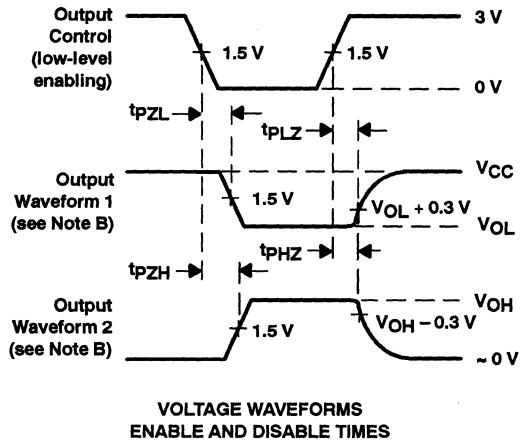 Output
Control
(low-level
enabling)
1.5 V
1.5 V
3 V
0 V
tPZL
tPLZ
Output
Waveform 1
(see Note B)
1.5 V
VCC
VOL + 0.3 V
VOL
tPHZ
tPZH
Output
Waveform 2
(see Note B)
1.5 V
VOH
VOH – 0.3 V
~ 0 V
VOLTAGE WAVEFORMS
ENABLE AND DISABLE TIMES